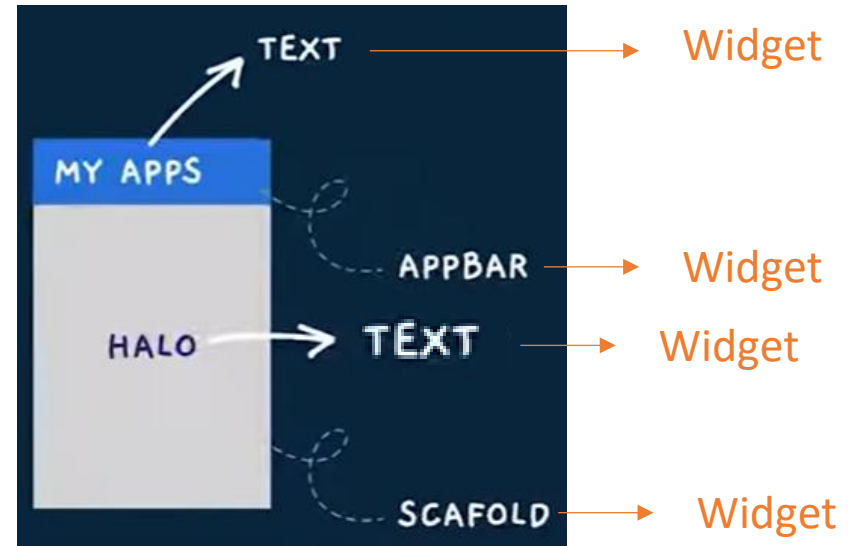 TEXT Widget
MY APPS
APPBAR Widget
HALO TEXT Widget
SCAFOLD Widget